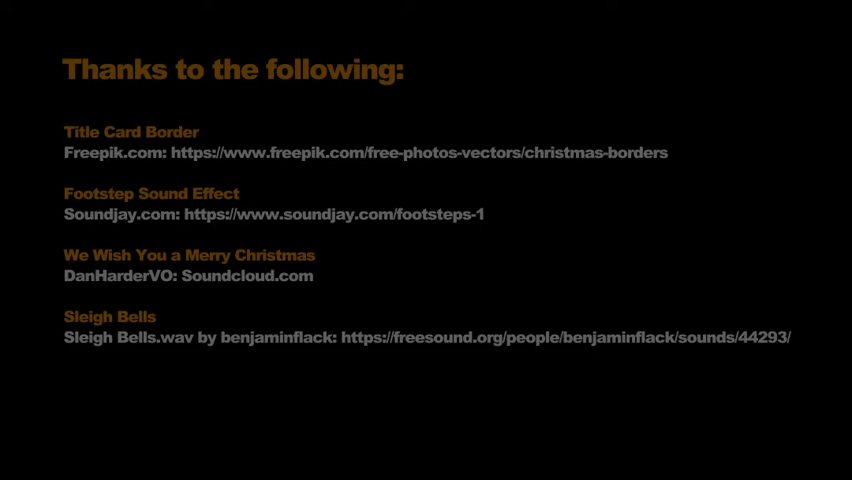 Thanks to the following:
Title Card Border
Freepik.com: https://www.freepik.com/free-photos-vectors/christmas-borders
Footstep Sound Effect
Soundjay.com: https://www.soundjay.com/footsteps-1
We Wish You a Merry Christmas
DanHarderVO: Soundcloud.com
Sleigh Bells
Sleigh Bells.wav by benjaminflack: https://freesound.org/people/benjaminflack/sounds/44293/